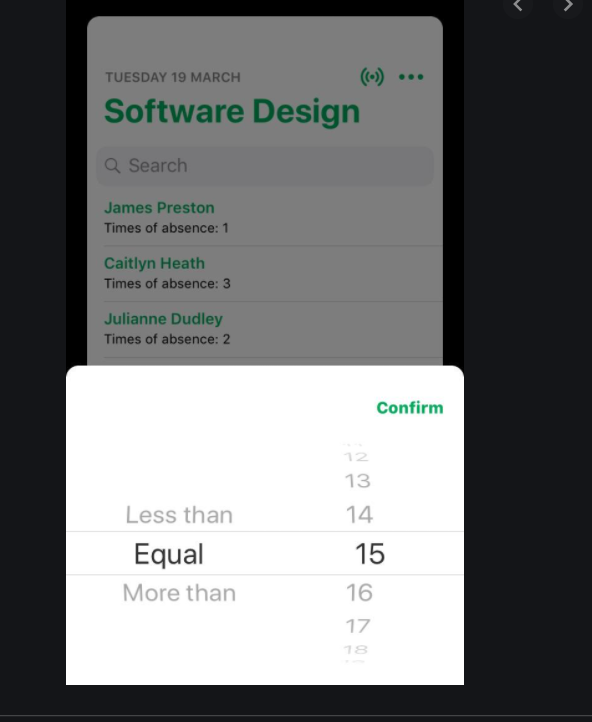 TUESDAY 19 MARCH
Software Design
Search
James Preston
Times of absence: 1
Caitlyn Heath
Times of absence: 3
Julianne Dudley
Times of absence: 2
Confirm
12
13
Less than 14
Equal 15
More than 16
17
18